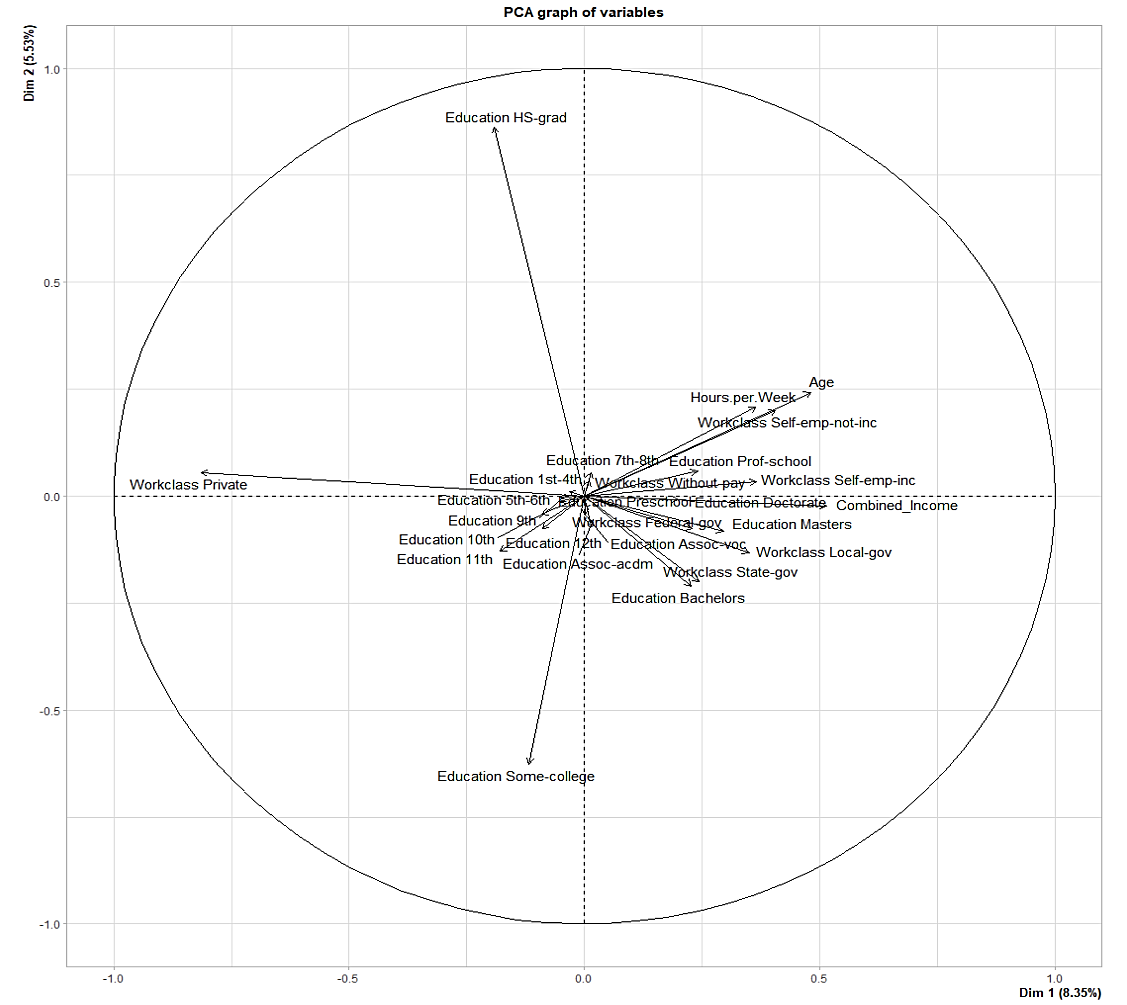 PCA graph of variables
Dim 2 (5.53%)
1.0
Education HS-grad
0.5
Age
Hours.per.Week
Workclass Self-emp-not-inc
Education 7th-8th
Education Prof-school
Workclass Private
Education 1st-4th
Workclass Without-pay
Workclass Self-emp-inc
0.0
Education 5th-6th
Education Preschool
Education Doctorate
Combined_Income
Education 9th
Workclass Federal-gov
Education Masters
Education 10th
Education 12th
Education Assoc-voc
Workclass Local-gov
Education 11th
Education Assoc-acdm
Workclass State-gov
Education Bachelors
-0.5
Education Some-college
-1.0
-1.0
-0.5
0.0
0.5
1.0
Dim 1 (8.35%)